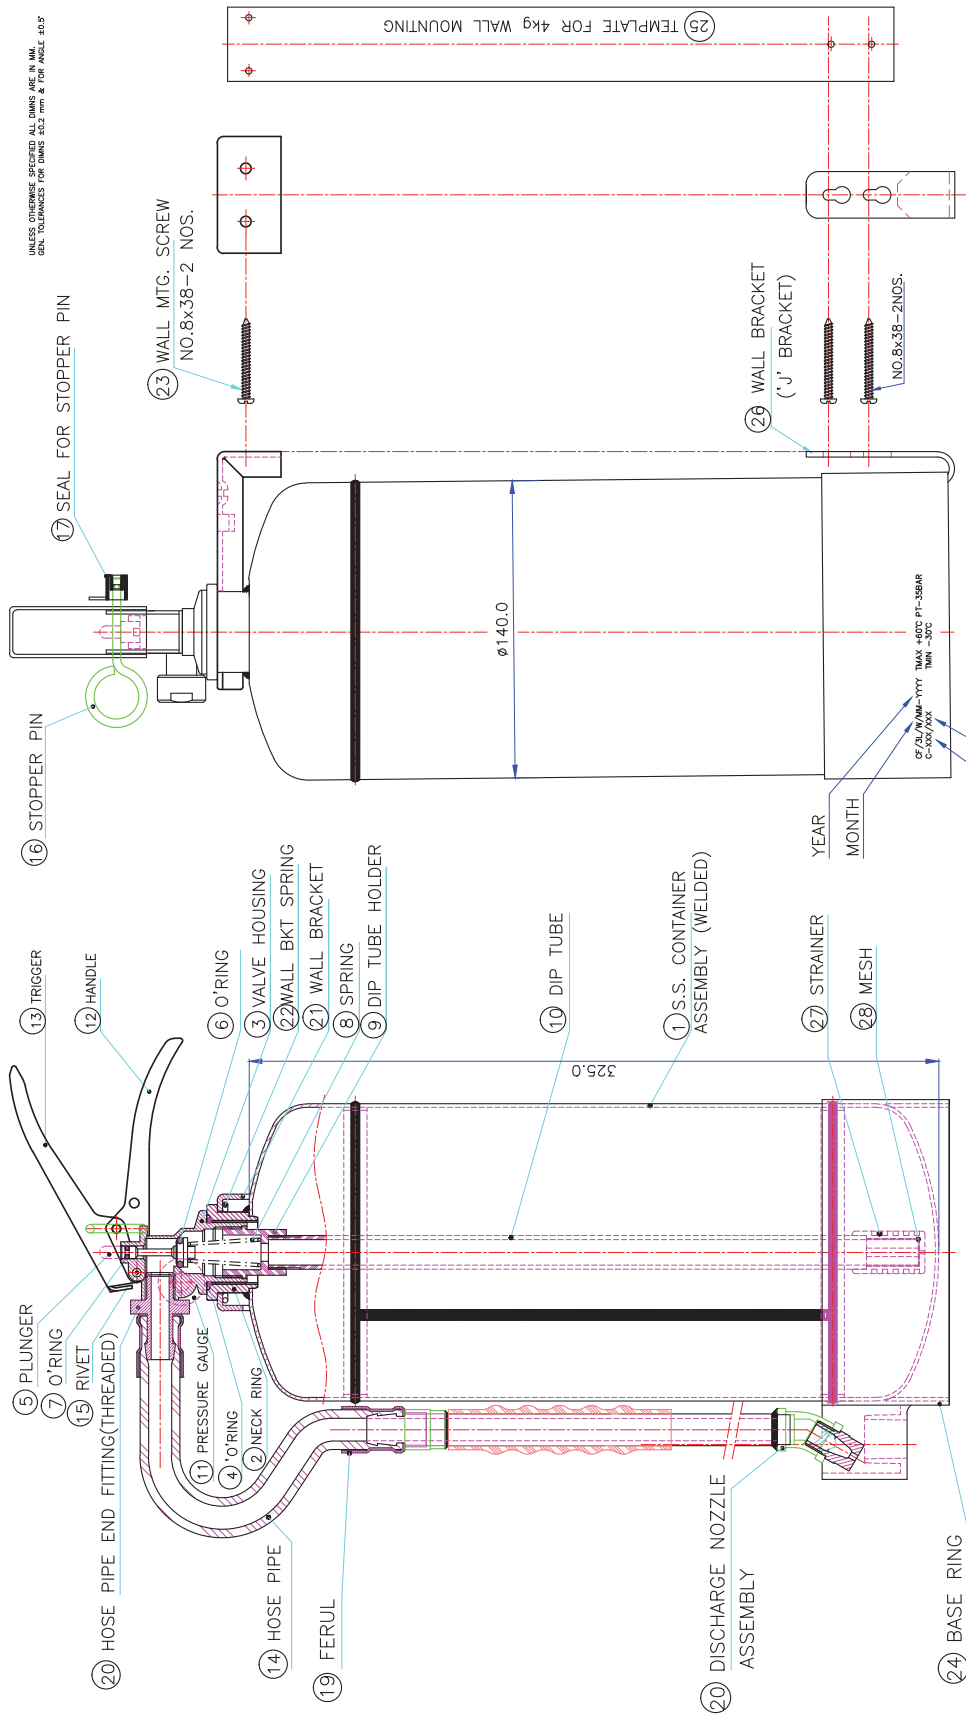 UNLESS OTHERWISE SPECIFIED ALL DIMNS ARE IN MM.
GEN. TOLERANCES FOR DIMNS ±0.2 mm & FOR ANGLE ±0.5°
13 TRIGGER
12 HANDLE
5 PLUNGER
7 O'RING
15 RIVET
20 HOSE PIPE END FITTING(THREADED)
11 PRESSURE GAUGE
4 'O'RING
2 NECK RING
14 HOSE PIPE
19 FERUL
20 DISCHARGE NOZZLE
ASSEMBLY
24 BASE RING
6 O'RING
3 VALVE HOUSING
22 WALL BKT SPRING
21 WALL BRACKET
8 SPRING
9 DIP TUBE HOLDER
10 DIP TUBE
1 S.S. CONTAINER
ASSEMBLY (WELDED)
27 STRAINER
28 MESH
325.0
16 STOPPER PIN
17 SEAL FOR STOPPER PIN
23 WALL MTG. SCREW
NO.8x38-2 NOS.
25 TEMPLATE FOR 4kg WALL MOUNTING
26 WALL BRACKET
('J' BRACKET)
NO.8x38-2NOS.
ø140.0
YEAR
MONTH
CF/3L/W/MM-YYYY TMAX +60°C PT-35BAR
C-XXX/XXX TMIN -30°C